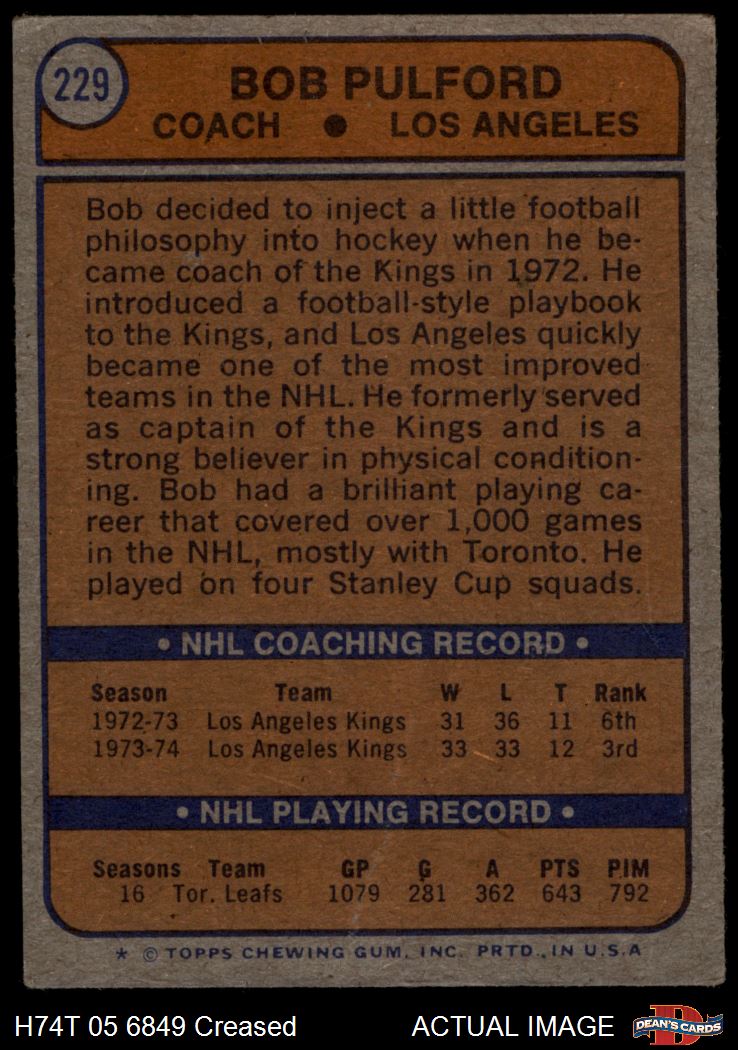 229
BOB PULFORD
COACH ● LOS ANGELES
Bob decided to inject a little football
philosophy into hockey when he be-
came coach of the Kings in 1972. He
introduced a football-style playbook
to the Kings, and Los Angeles quickly
became one of the most improved
teams in the NHL. He formerly served
as captain of the Kings and is a
strong believer in physical condition-
ing. Bob had a brilliant playing ca-
reer that covered over 1,000 games
in the NHL, mostly with Toronto. He
played on four Stanley Cup squads.
• NHL COACHING RECORD •
Season Team W L T Rank
1972-73 Los Angeles Kings 31 36 11 6th
1973-74 Los Angeles Kings 33 33 12 3rd
• NHL PLAYING RECORD •
Seasons Team GP G A PTS PIM
16 Tor. Leafs 1079 281 362 643 792
* © TOPPS CHEWING GUM, INC. PRTD., IN U.S.A
H74T 05 6849 Creased ACTUAL IMAGE
D
DEAN'S CARDS